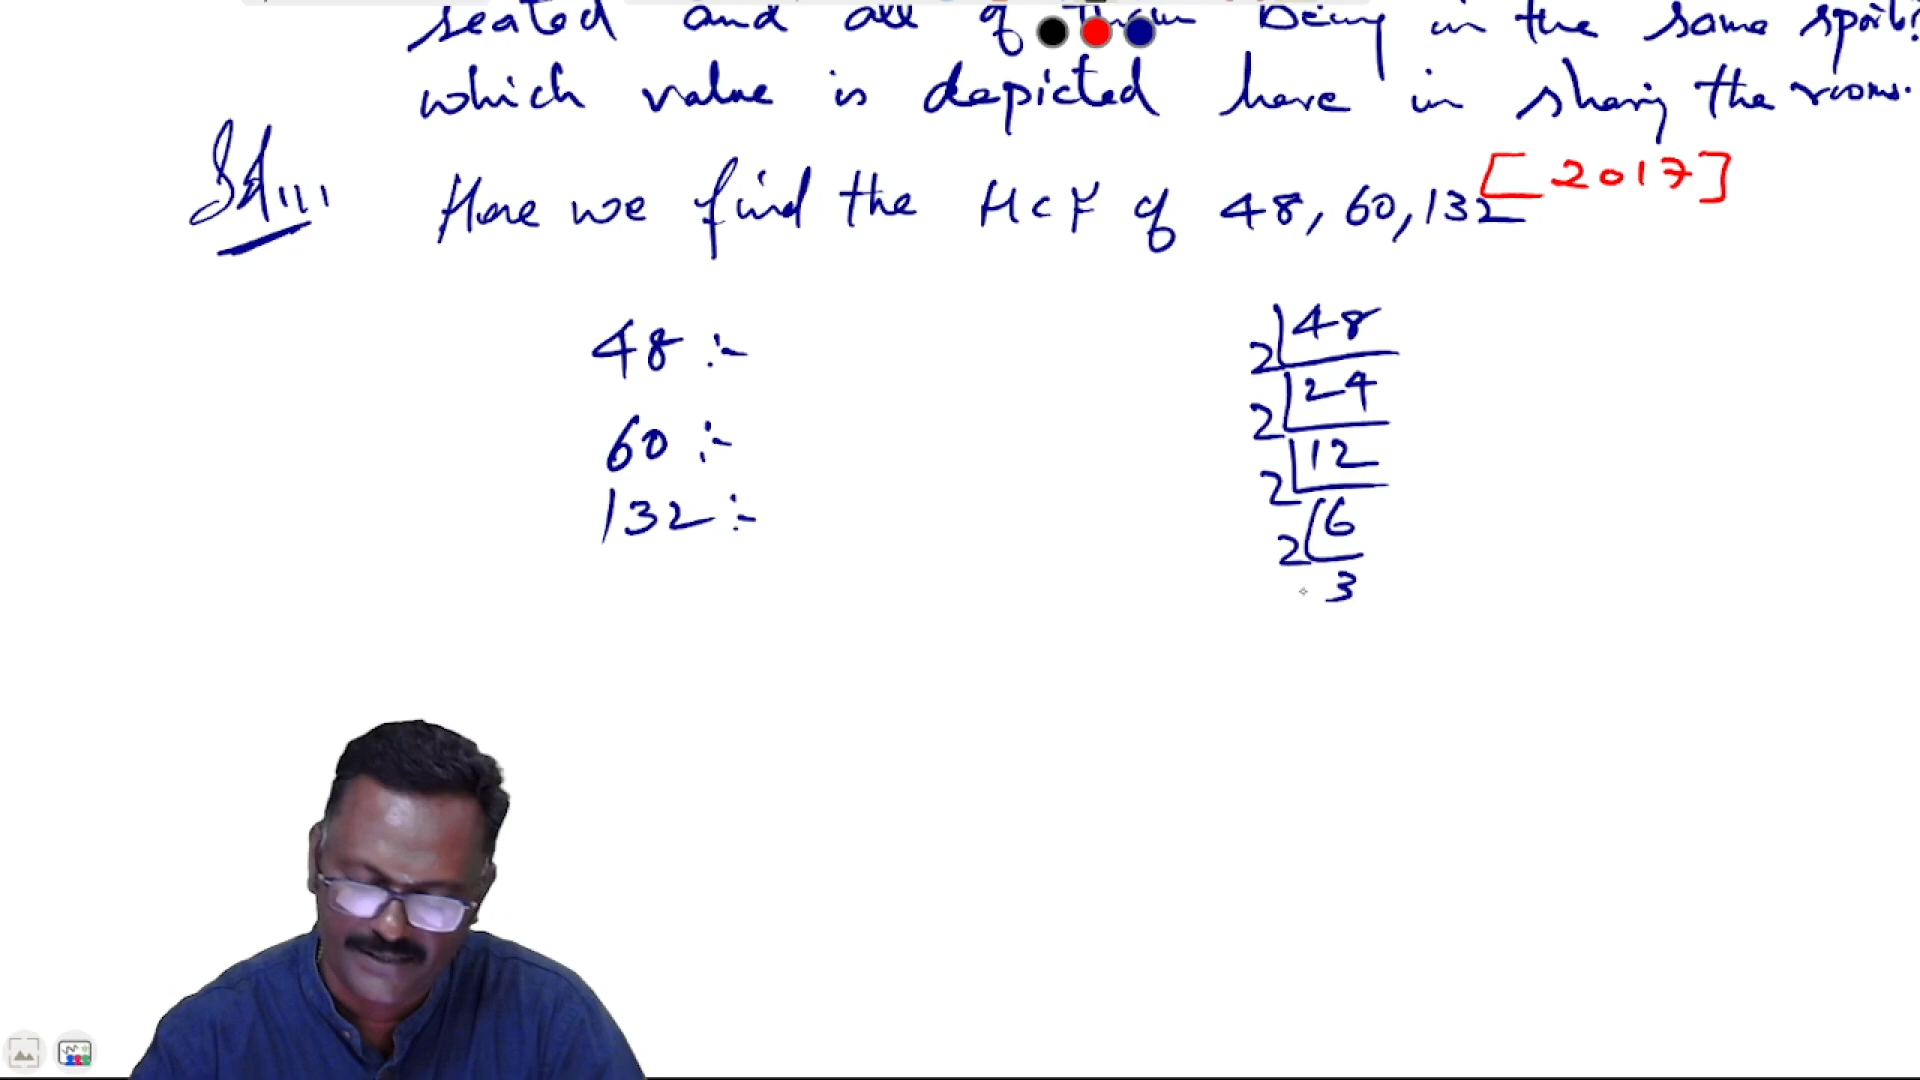 seated and all of them being in the same sport?
which value is depicted here in sharing the rooms.
[2017]
Sol///
Here we find the HCF of 48, 60, 132
48 :-
60 :-
132 :-
2|48
2|24
2|12
2|6
3